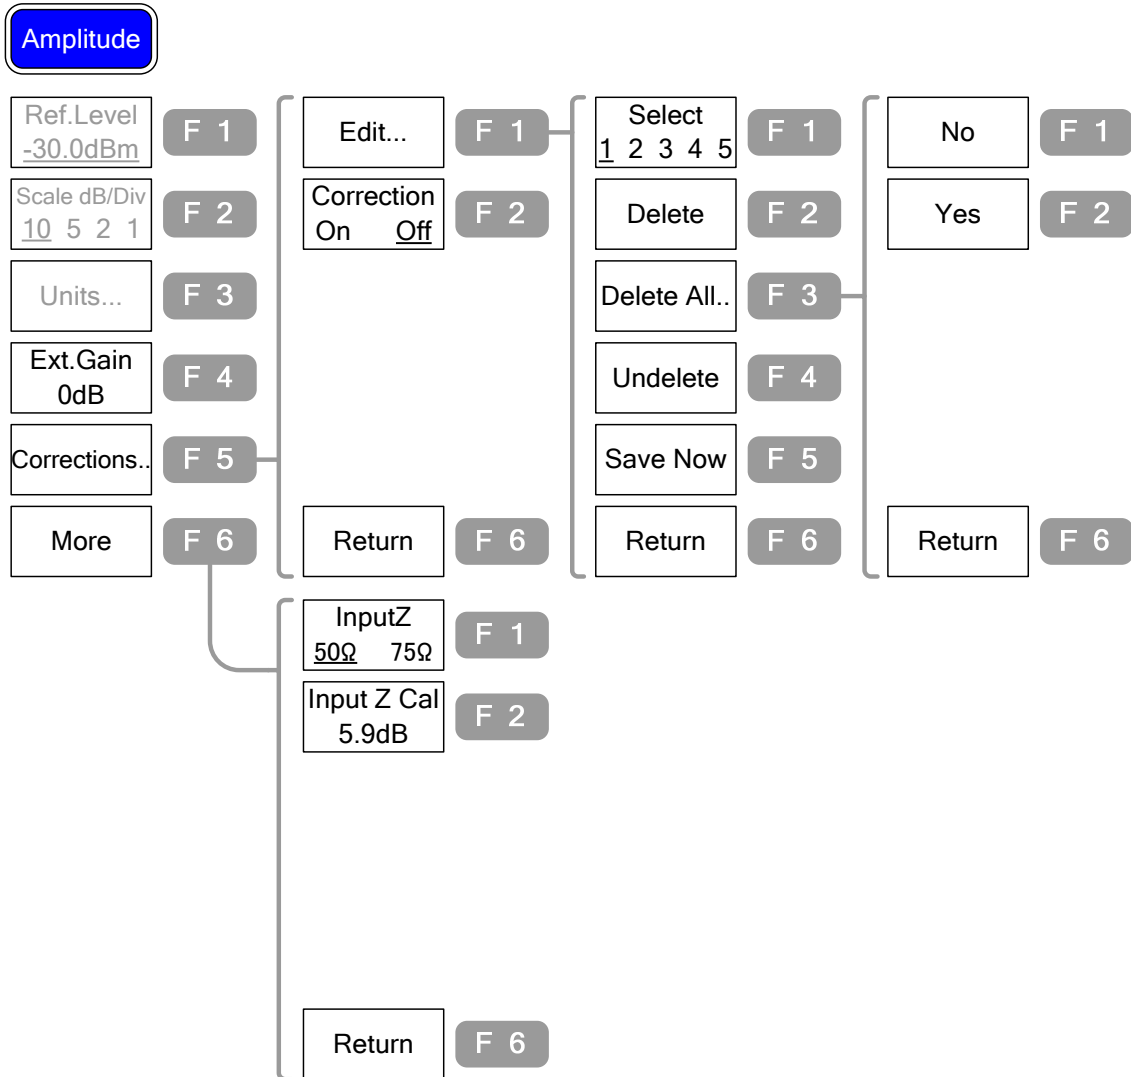 Amplitude
Ref.Level
-30.0dBm
F 1
Scale dB/Div
10 5 2 1
F 2
Units...
F 3
Ext.Gain
0dB
F 4
Corrections..
F 5
More
F 6
Edit...
F 1
Correction
On Off
F 2
Return
F 6
Select
1 2 3 4 5
F 1
Delete
F 2
Delete All..
F 3
Undelete
F 4
Save Now
F 5
Return
F 6
No
F 1
Yes
F 2
Return
F 6
InputZ
50Ω 75Ω
F 1
Input Z Cal
5.9dB
F 2
Return
F 6